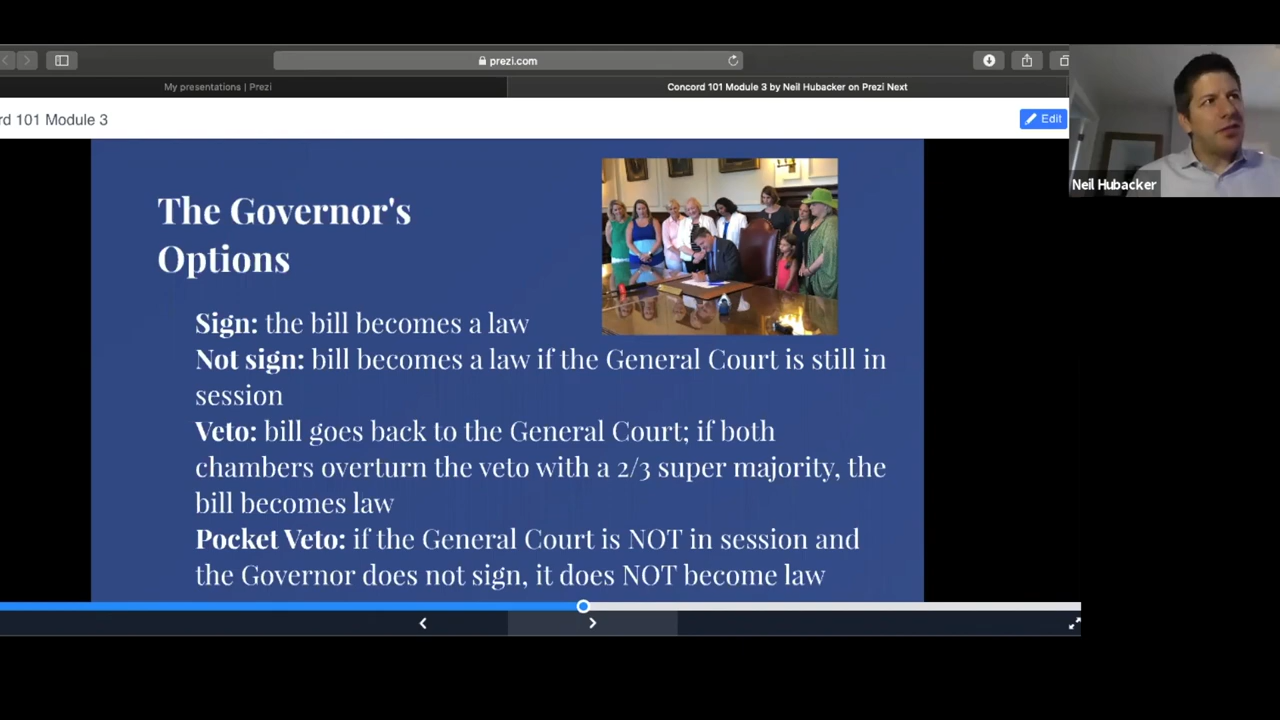 prezi.com
My presentations | Prezi
Concord 101 Module 3 by Neil Hubacker on Prezi Next
rd 101 Module 3
Edit
Neil Hubacker
The Governor's
Options
Sign: the bill becomes a law
Not sign: bill becomes a law if the General Court is still in
session
Veto: bill goes back to the General Court; if both
chambers overturn the veto with a 2/3 super majority, the
bill becomes law
Pocket Veto: if the General Court is NOT in session and
the Governor does not sign, it does NOT become law